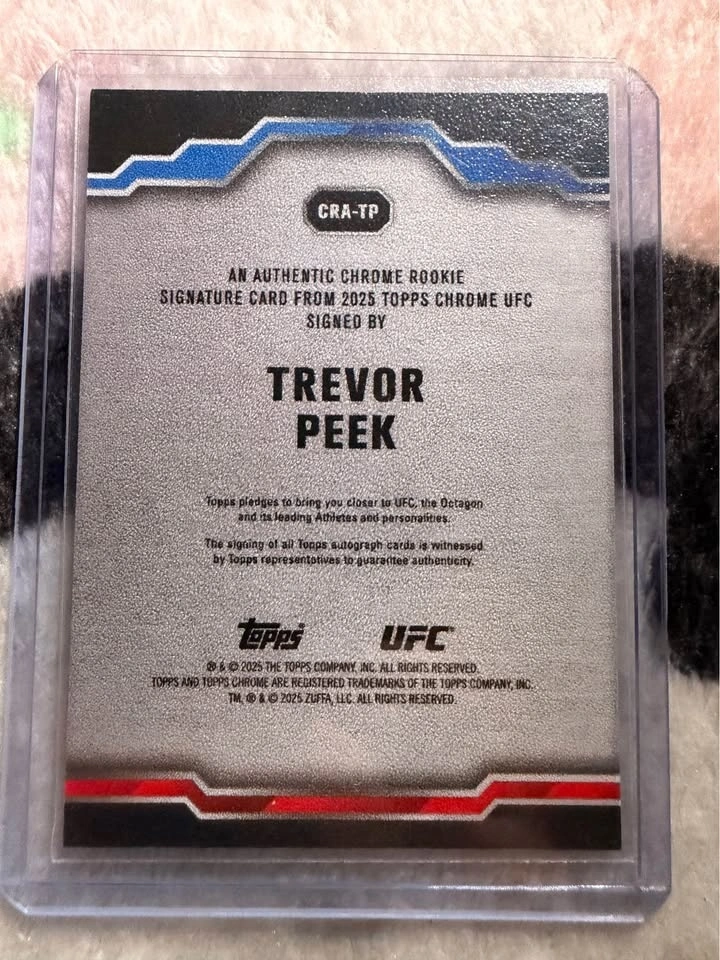 CRA-TP
AN AUTHENTIC CHROME ROOKIE
SIGNATURE CARD FROM 2025 TOPPS CHROME UFC
SIGNED BY
TREVOR
PEEK
Topps pledges to bring you closer to UFC, the Octagon
and its leading Athletes and personalities.
The signing of all Topps autograph cards is witnessed
by Topps representatives to guarantee authenticity.
Topps UFC
® & © 2025 THE TOPPS COMPANY, INC. ALL RIGHTS RESERVED.
TOPPS AND TOPPS CHROME ARE REGISTERED TRADEMARKS OF THE TOPPS COMPANY, INC.
TM, ® & © 2025 ZUFFA, LLC. ALL RIGHTS RESERVED.